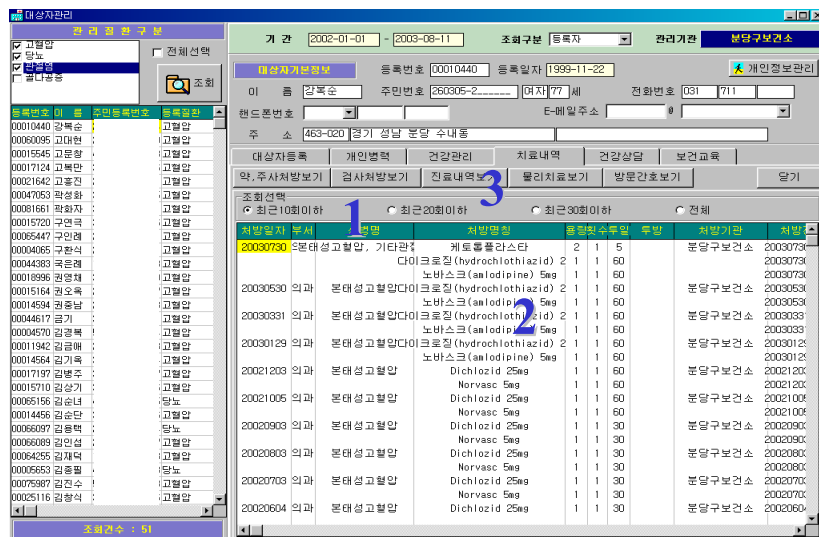 대상자관리
관 리 질 환 구 분
고혈압
당뇨
관절염
알다공증
전체선택
조회
기 간 2002-01-01 - 2003-08-11 조회구분 등록자 관리기관 분당구보건소
대상자기본정보 등록번호 00010440 등록일자 1999-11-22 개인정보관리
이 름 강복순 주민번호 260305-2______ 여자 77 세 전화번호 031 711
핸드폰번호 E-메일주소 @
주 소 463-020 경기 성남 분당 수내동
대상자등록 개인병력 건강관리 치료내역 건강상담 보건교육
약,주사처방보기 검사처방보기 진료내역보기 물리치료보기 방문간호보기 닫기
3
조회선택
최근10회이하 최근20회이하 최근30회이하 전체
1
처방일자 부서 상병명 처방명칭 용량 횟수 투일 투방 처방기관 처방
20030730 본태성고혈압, 기타관절 케토톱플라스타 2 1 5 분당구보건소 20030730
다이크로짙(hydrochlothiazid) 2 1 1 60 20030730
노바스크(amlodipine) 5mg 1 1 60 20030730
20030530 의과 본태성고혈압 다이크로짙(hydrochlothiazid) 2 1 1 60 분당구보건소 20030530
노바스크(amlodipine) 5mg 1 1 60 20030530
2
20030331 의과 본태성고혈압 다이크로짙(hydrochlothiazid) 2 1 1 60 분당구보건소 20030331
노바스크(amlodipine) 5mg 1 1 60 20030331
20030129 의과 본태성고혈압 다이크로짙(hydrochlothiazid) 2 1 1 60 분당구보건소 20030129
노바스크(amlodipine) 5mg 1 1 60 20030129
20021203 의과 본태성고혈압 Dichlozid 25mg 1 1 60 분당구보건소 20021203
Norvasc 5mg 1 1 60 20021203
20021005 의과 본태성고혈압 Dichlozid 25mg 1 1 60 분당구보건소 20021005
Norvasc 5mg 1 1 60 20021005
20020903 의과 본태성고혈압 Dichlozid 25mg 1 1 30 분당구보건소 20020903
Norvasc 5mg 1 1 30 20020903
20020803 의과 본태성고혈압 Dichlozid 25mg 1 1 30 분당구보건소 20020803
Norvasc 5mg 1 1 30 20020803
20020703 의과 본태성고혈압 Dichlozid 25mg 1 1 30 분당구보건소 20020703
Norvasc 5mg 1 1 30 20020703
20020604 의과 본태성고혈압 Dichlozid 25mg 1 1 30 분당구보건소 20020604
등록번호 이 름 주민등록번호 등록질환
00010440 강복순 고혈압
00060095 고대현 고혈압
00015545 고문창 고혈압
00017124 고복만 고혈압
00021642 고흥진 고혈압
00047053 곽성화 고혈압
00081661 곽화자 고혈압
00015720 구연극 고혈압
00065447 구인례 고혈압
00004065 구환식 고혈압
00044383 국은례 고혈압
00018996 권영채 고혈압
00015164 권오옥 고혈압
00014594 권종남 고혈압
00044617 금기 고혈압
00004570 김경복 고혈압
00011942 김금매 고혈압
00014564 김기옥 고혈압
00017197 김병주 고혈압
00015710 김상기 고혈압
00065156 김순녀 당뇨
00014456 김순단 고혈압
00066097 김용택 당뇨
00066089 김인섭 고혈압
00064255 김재덕 고혈압
00005653 김종필 당뇨
00075987 김진수 고혈압
00025116 김창식 고혈압
조회건수 : 51